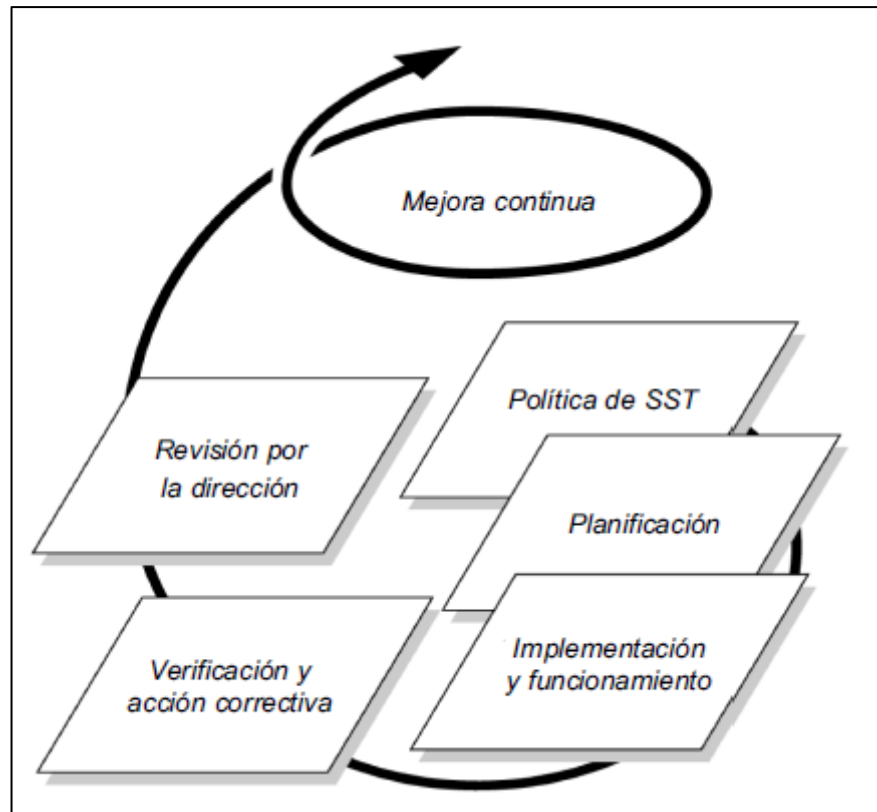 Mejora continua
Política de SST
Revisión por
la dirección
Planificación
Implementación
y funcionamiento
Verificación y
acción correctiva